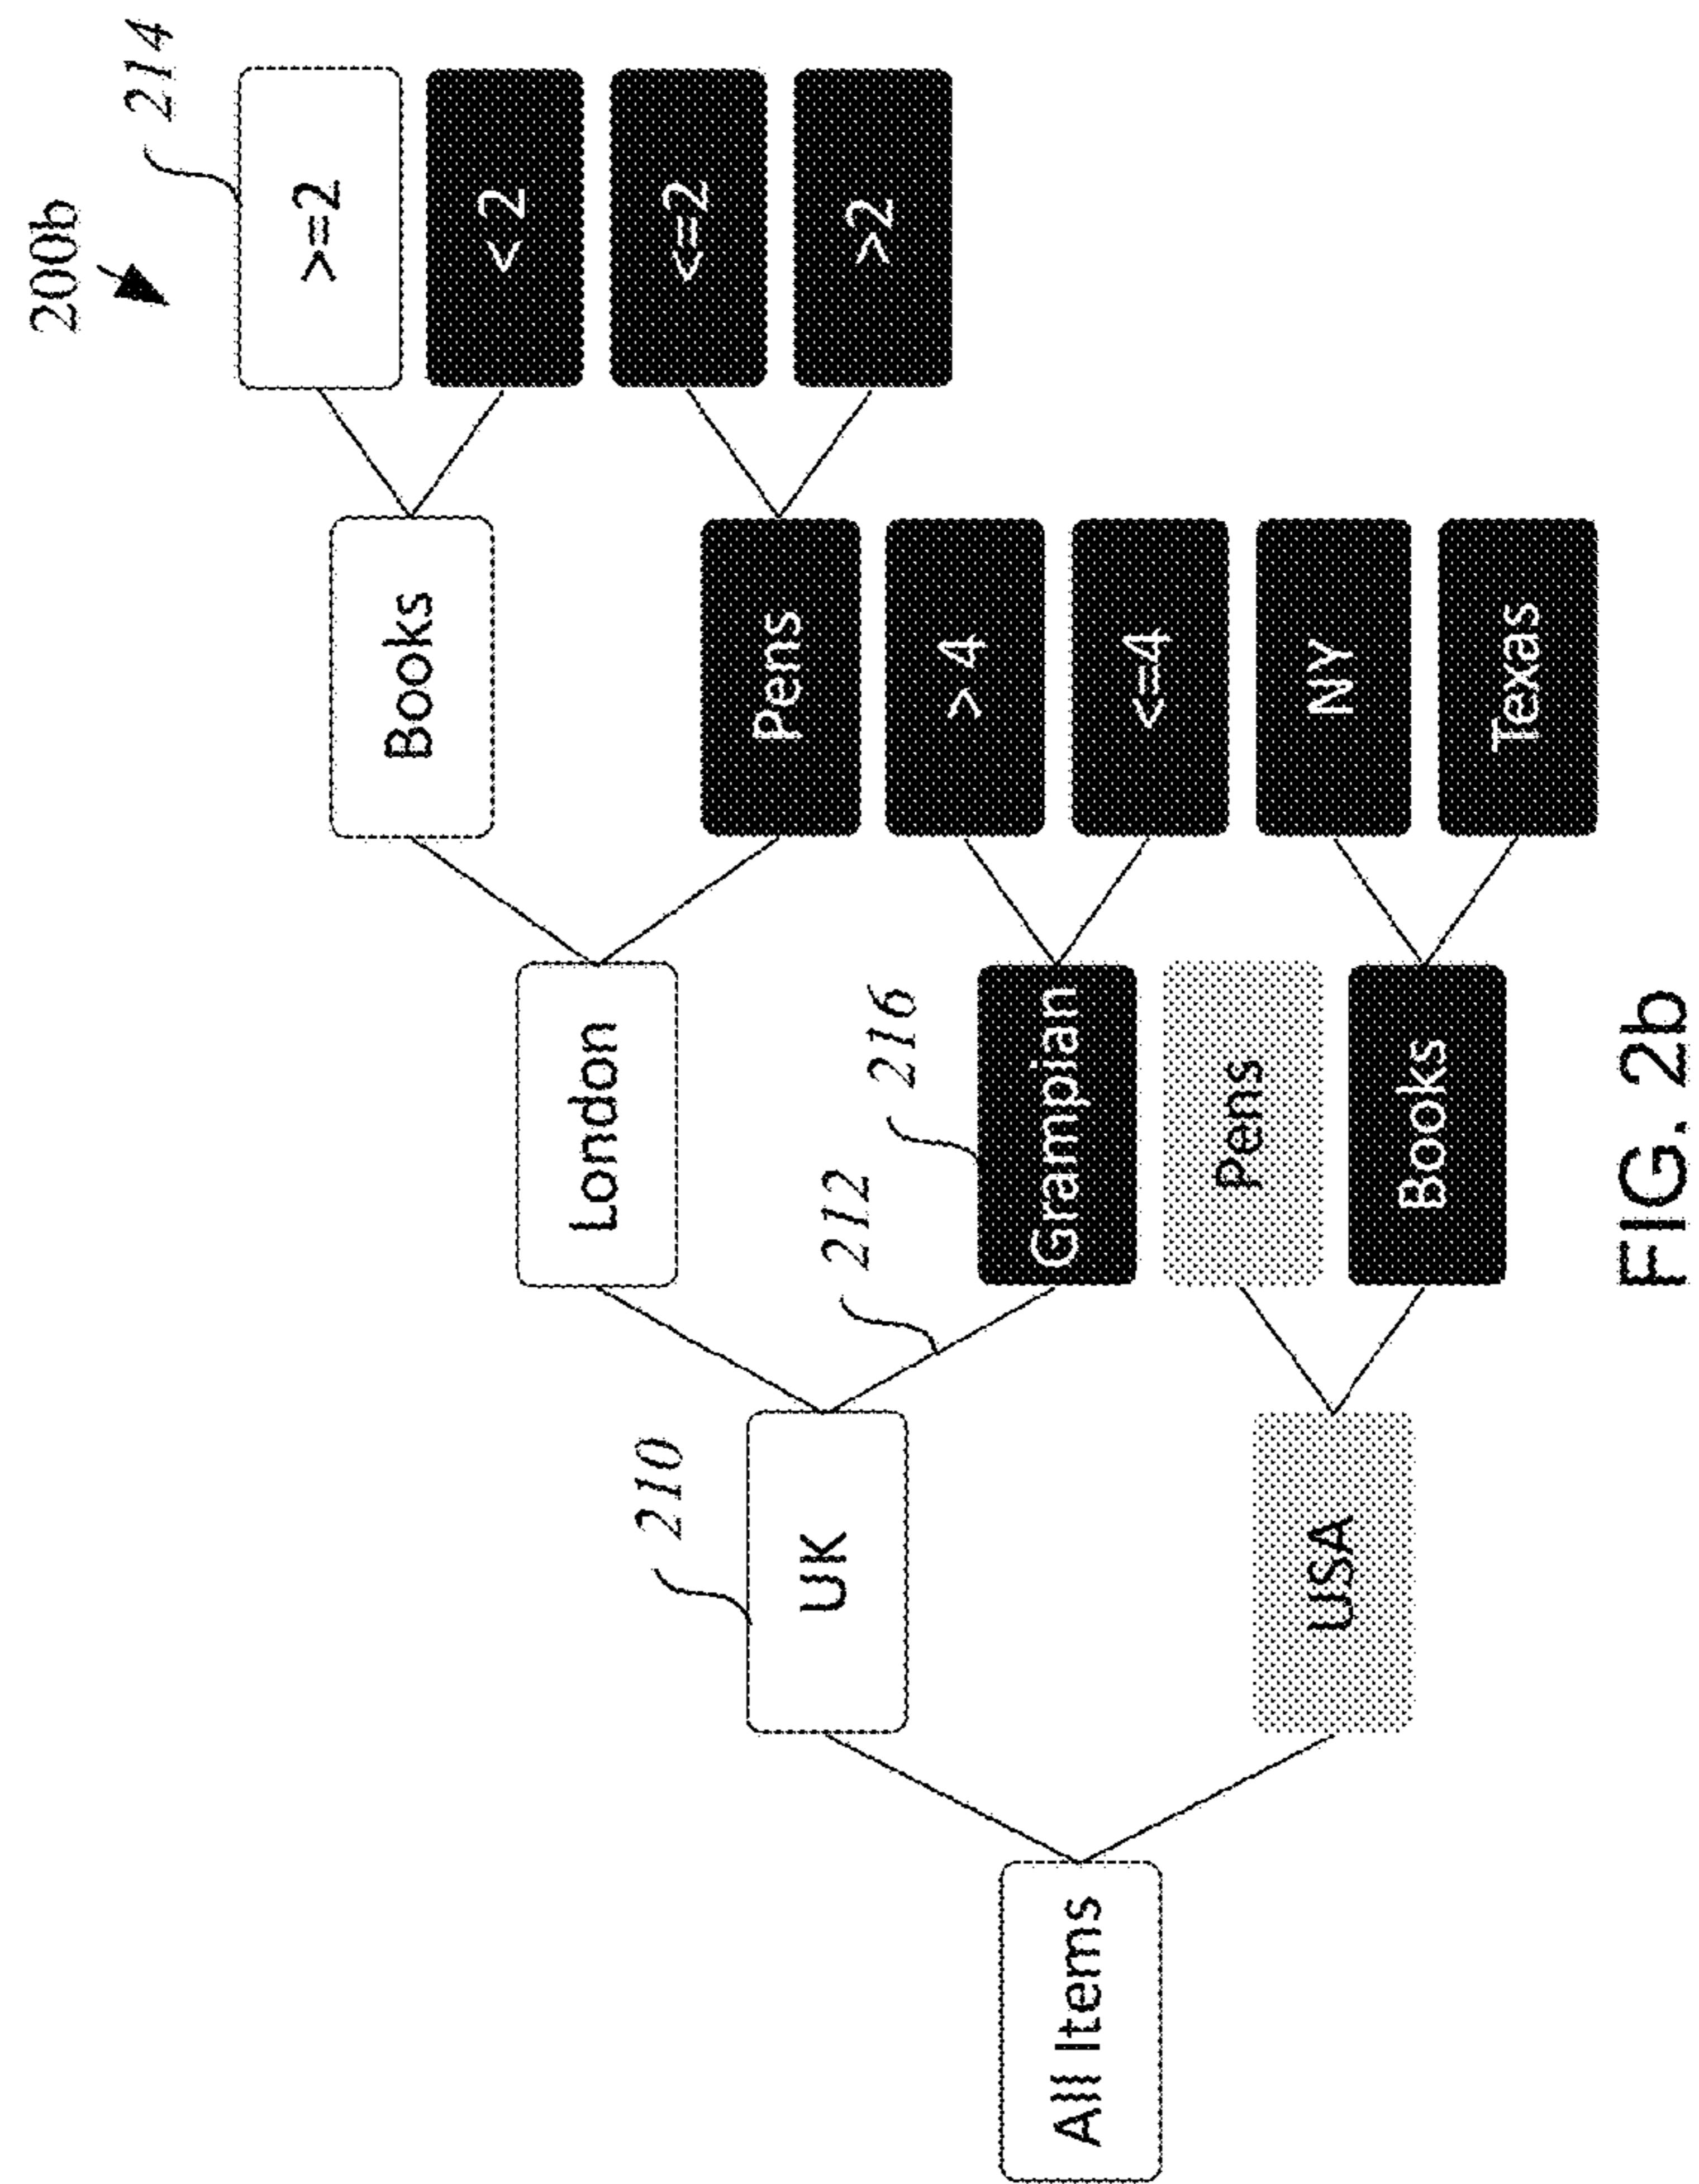 200b
214
>=2
Books
<2
London
210
<=2
Pens
UK
212
>2
216
>4
Grampian
All Items
<=4
Pens
USA
NY
Books
Texas
FIG. 2b